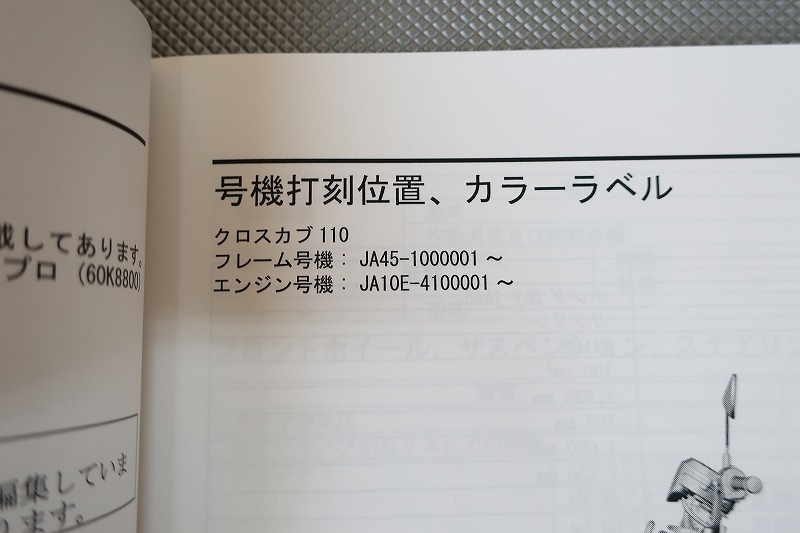 載してあります。
プロ (60K8800)
編集していま
ります。
号機打刻位置、カラーラベル
クロスカブ 110
フレーム号機： JA45-1000001 ～
エンジン号機： JA10E-4100001 ～